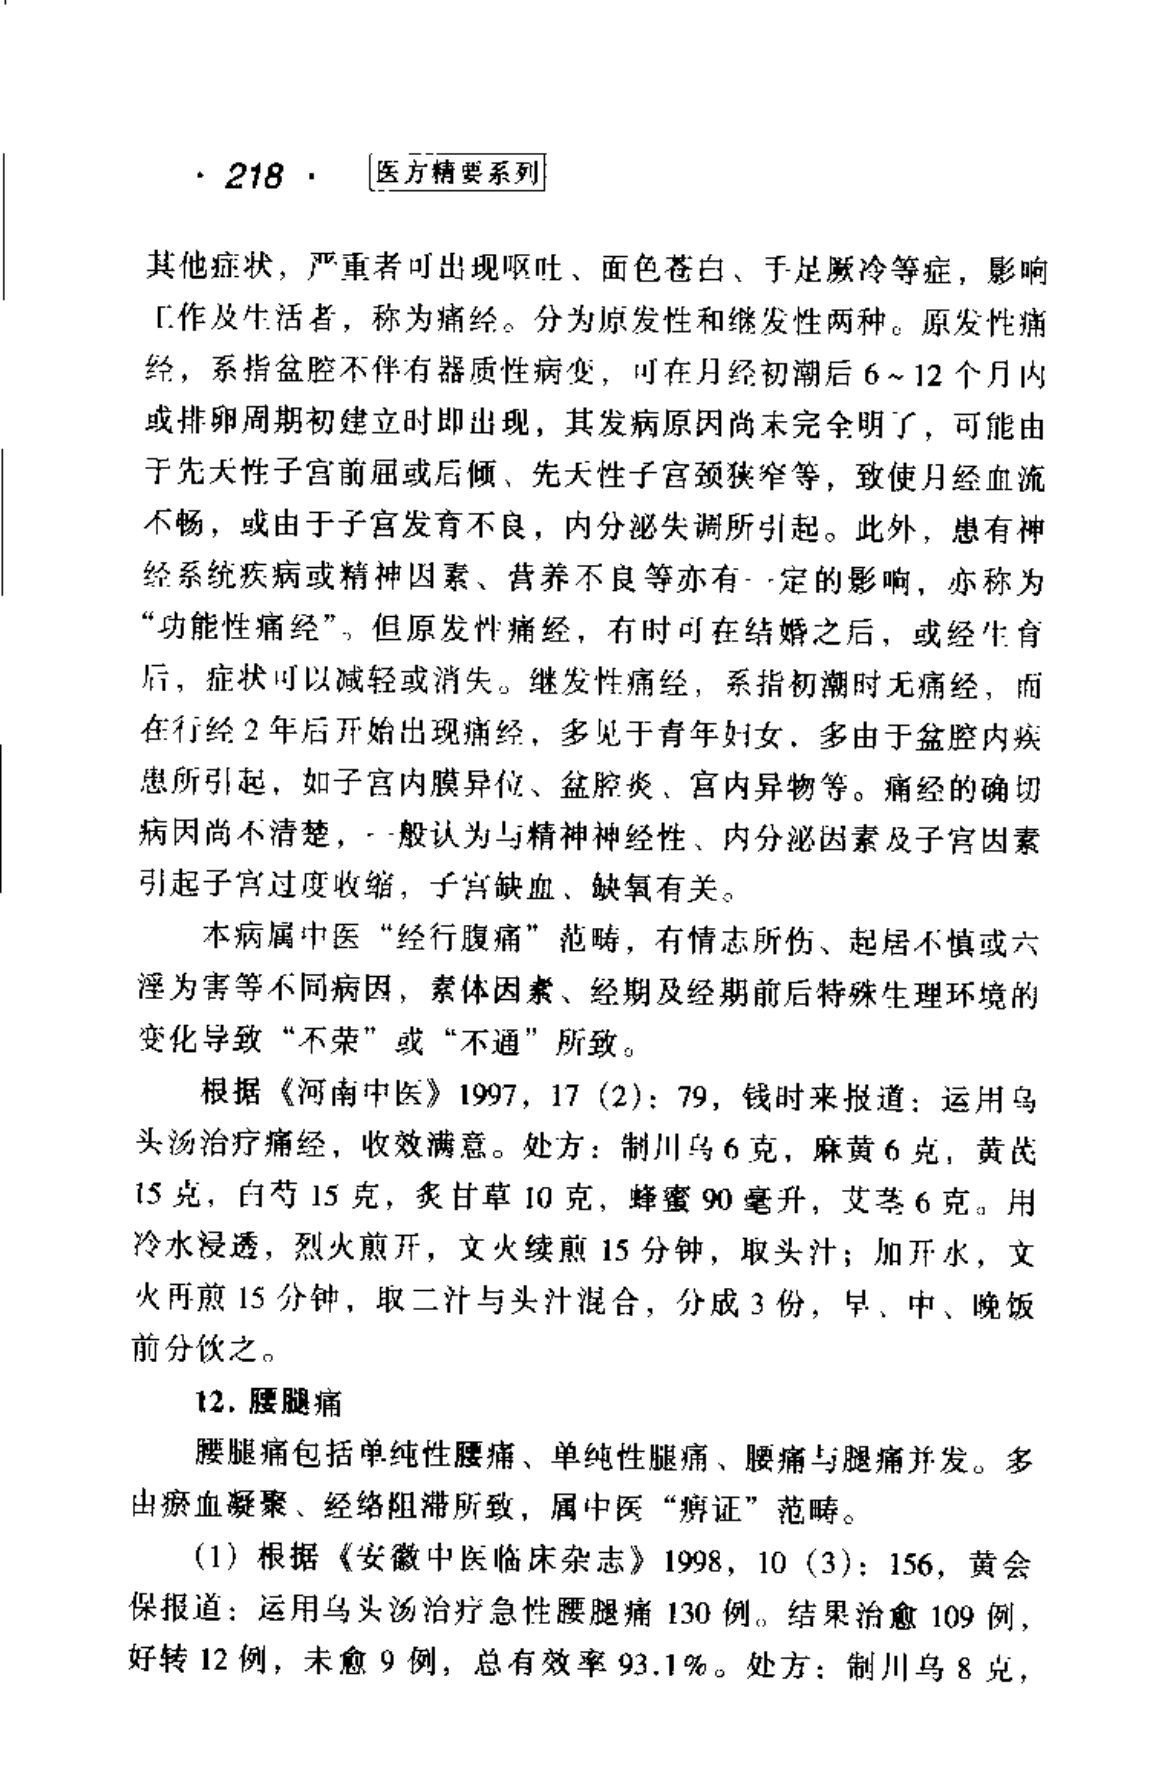 · 218 · 医方精要系列
其他症状，严重者可出现呕吐、面色苍白、手足厥冷等症，影响
工作及生活者，称为痛经。分为原发性和继发性两种。原发性痛
经，系指盆腔不伴有器质性病变，可在月经初潮后 6～12 个月内
或排卵周期初建立时即出现，其发病原因尚未完全明了，可能由
于先天性子宫前屈或后倾、先天性子宫颈狭窄等，致使月经血流
不畅，或由于子宫发育不良，内分泌失调所引起。此外，患有神
经系统疾病或精神因素、营养不良等亦有一定的影响，亦称为
“功能性痛经”。但原发性痛经，有时可在结婚之后，或经生育
后，症状可以减轻或消失。继发性痛经，系指初潮时无痛经，而
在行经 2 年后开始出现痛经，多见于青年妇女，多由于盆腔内疾
患所引起，如子宫内膜异位、盆腔炎、宫内异物等。痛经的确切
病因尚不清楚，一般认为与精神神经性、内分泌因素及子宫因素
引起子宫过度收缩，子宫缺血、缺氧有关。
本病属中医“经行腹痛”范畴，有情志所伤、起居不慎或六
淫为害等不同病因，素体因素、经期及经期前后特殊生理环境的
变化导致“不荣”或“不通”所致。
根据《河南中医》1997，17（2）：79，钱时来报道：运用乌
头汤治疗痛经，收效满意。处方：制川乌 6 克，麻黄 6 克，黄芪
15 克，白芍 15 克，炙甘草 10 克，蜂蜜 90 毫升，艾茎 6 克。用
冷水浸透，烈火煎开，文火续煎 15 分钟，取头汁；加开水，文
火再煎 15 分钟，取二汁与头汁混合，分成 3 份，早、中、晚饭
前分饮之。
12. 腰腿痛
腰腿痛包括单纯性腰痛、单纯性腿痛、腰痛与腿痛并发。多
由瘀血凝聚、经络阻滞所致，属中医“痹证”范畴。
（1）根据《安徽中医临床杂志》1998，10（3）：156，黄会
保报道：运用乌头汤治疗急性腰腿痛 130 例。结果治愈 109 例，
好转 12 例，未愈 9 例，总有效率 93.1%。处方：制川乌 8 克，